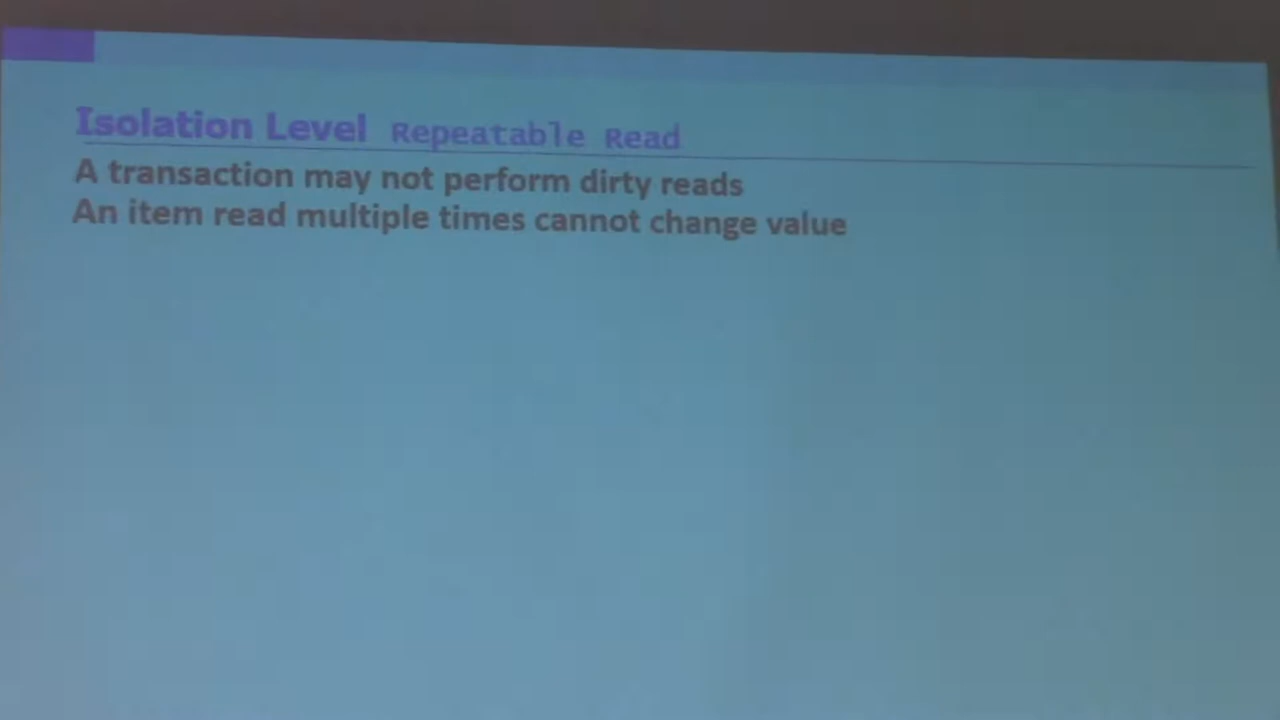 Isolation Level Repeatable Read
A transaction may not perform dirty reads
An item read multiple times cannot change value